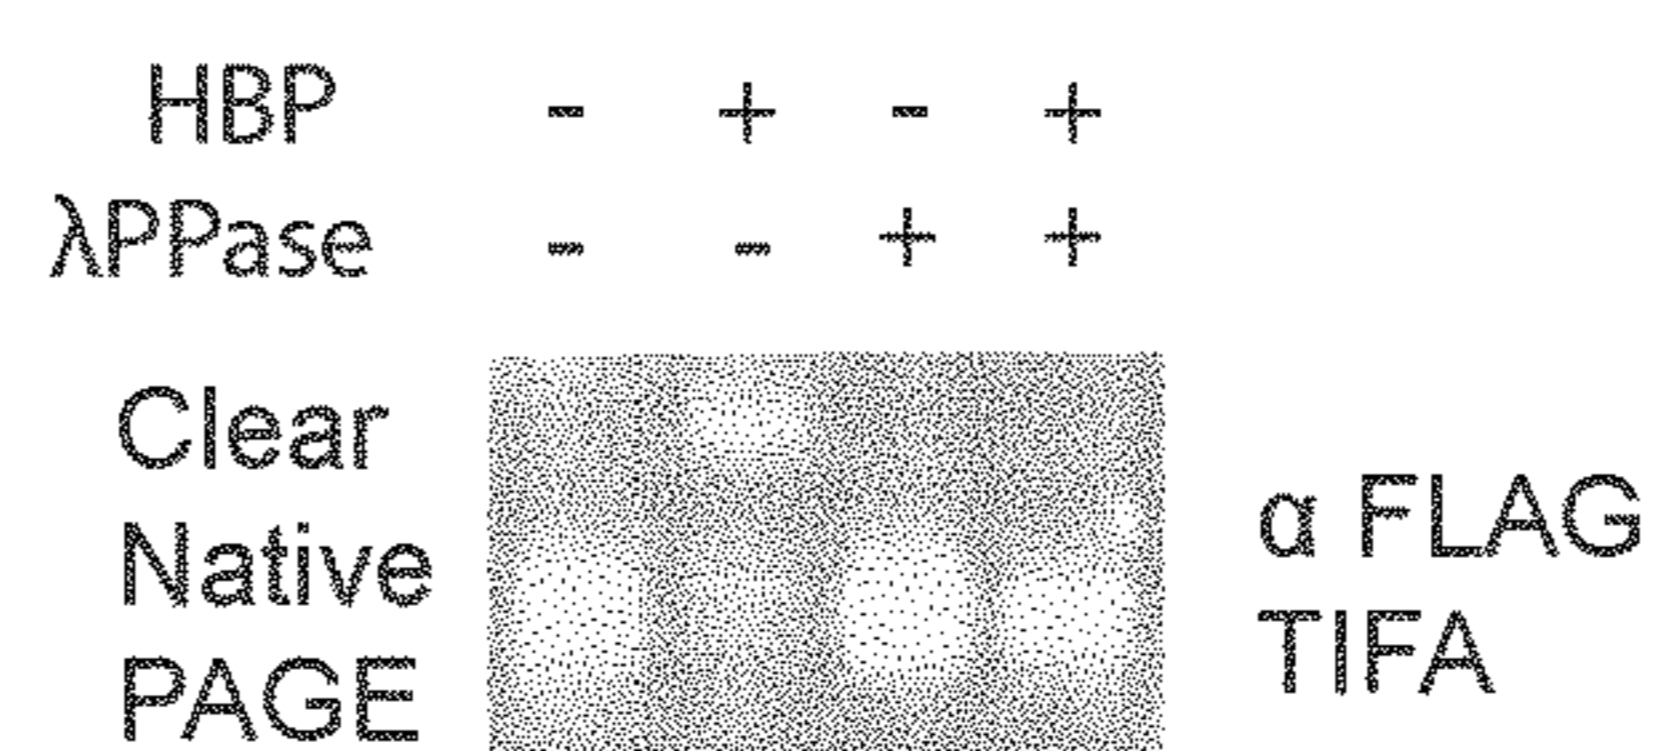 HBP - + - +
λPPase - - + +
Clear
Native
PAGE
α FLAG
TIFA